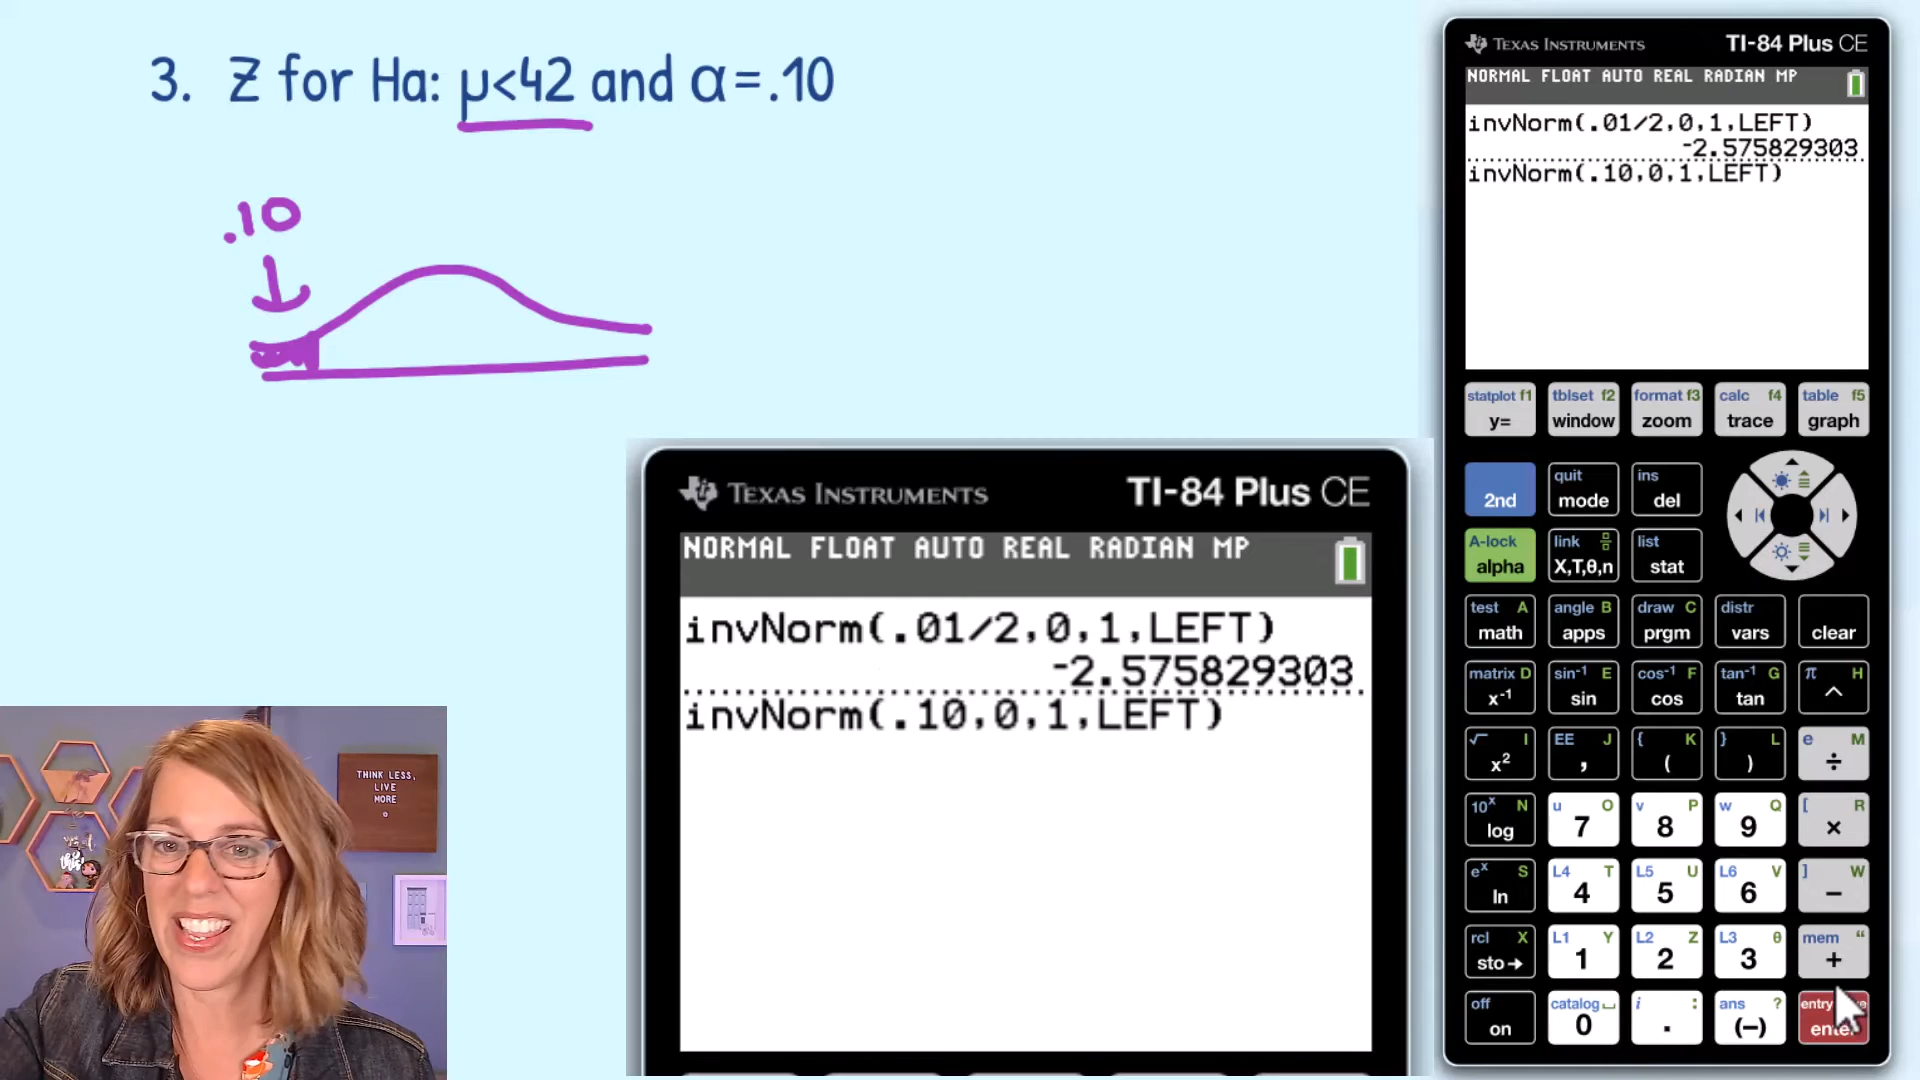 3. Z for Ha: μ<42 and α=.10
.10
TEXAS INSTRUMENTS TI-84 Plus CE
NORMAL FLOAT AUTO REAL RADIAN MP
invNorm(.01/2,0,1,LEFT)
-2.575829303
invNorm(.10,0,1,LEFT)
TEXAS INSTRUMENTS TI-84 Plus CE
NORMAL FLOAT AUTO REAL RADIAN MP
invNorm(.01/2,0,1,LEFT)
-2.575829303
invNorm(.10,0,1,LEFT)
statplot f1 tblset f2 format f3 calc f4 table f5
y= window zoom trace graph
quit ins
2nd mode del
A-lock link list
alpha X,T,θ,n stat
test A angle B draw C distr
math apps prgm vars clear
matrix D sin⁻¹ E cos⁻¹ F tan⁻¹ G π H
x⁻¹ sin cos tan ^
√ I EE J { K } L e M
x² , ( ) ÷
10ˣ N u O v P w Q [ R
log 7 8 9 ×
eˣ S L4 T L5 U L6 V ] W
ln 4 5 6 −
rcl X L1 Y L2 Z L3 θ mem "
sto→ 1 2 3 +
off catalog i : ans ? entry
on 0 . (−)
THINK LESS,
LIVE
MORE